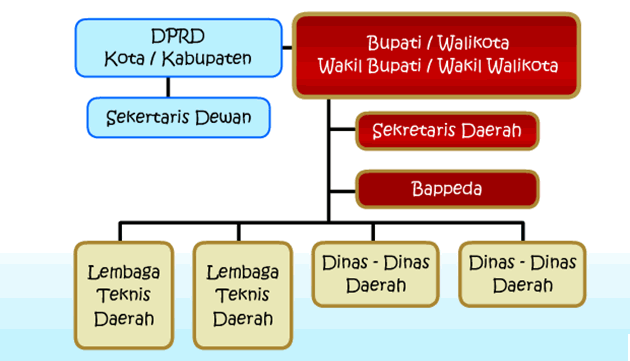 DPRD
Kota / Kabupaten
Bupati / Walikota
Wakil Bupati / Wakil Walikota
Sekertaris Dewan
Sekretaris Daerah
Bappeda
Lembaga
Teknis
Daerah
Lembaga
Teknis
Daerah
Dinas - Dinas
Daerah
Dinas - Dinas
Daerah